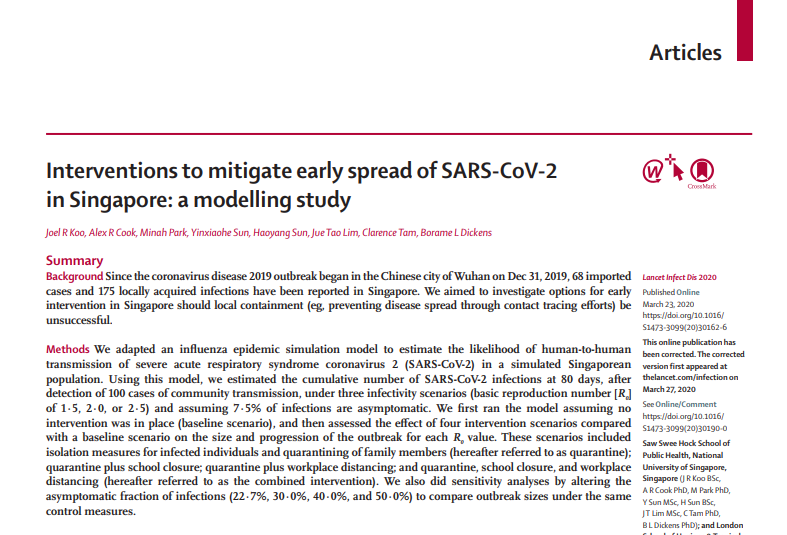 Articles
Interventions to mitigate early spread of SARS-CoV-2
in Singapore: a modelling study
W
CrossMark
Joel R Koo, Alex R Cook, Minah Park, Yinxiaohe Sun, Haoyang Sun, Jue Tao Lim, Clarence Tam, Borame L Dickens
Summary
Background Since the coronavirus disease 2019 outbreak began in the Chinese city of Wuhan on Dec 31, 2019, 68 imported
cases and 175 locally acquired infections have been reported in Singapore. We aimed to investigate options for early
intervention in Singapore should local containment (eg, preventing disease spread through contact tracing efforts) be
unsuccessful.
Methods We adapted an influenza epidemic simulation model to estimate the likelihood of human-to-human
transmission of severe acute respiratory syndrome coronavirus 2 (SARS-CoV-2) in a simulated Singaporean
population. Using this model, we estimated the cumulative number of SARS-CoV-2 infections at 80 days, after
detection of 100 cases of community transmission, under three infectivity scenarios (basic reproduction number [R₀]
of 1·5, 2·0, or 2·5) and assuming 7·5% of infections are asymptomatic. We first ran the model assuming no
intervention was in place (baseline scenario), and then assessed the effect of four intervention scenarios compared
with a baseline scenario on the size and progression of the outbreak for each R₀ value. These scenarios included
isolation measures for infected individuals and quarantining of family members (hereafter referred to as quarantine);
quarantine plus school closure; quarantine plus workplace distancing; and quarantine, school closure, and workplace
distancing (hereafter referred to as the combined intervention). We also did sensitivity analyses by altering the
asymptomatic fraction of infections (22·7%, 30·0%, 40·0%, and 50·0%) to compare outbreak sizes under the same
control measures.
Lancet Infect Dis 2020
Published Online
March 23, 2020
https://doi.org/10.1016/
S1473-3099(20)30162-6
This online publication has
been corrected. The corrected
version first appeared at
thelancet.com/infection on
March 27, 2020
See Online/Comment
https://doi.org/10.1016/
S1473-3099(20)30190-0
Saw Swee Hock School of
Public Health, National
University of Singapore,
Singapore (J R Koo BSc,
A R Cook PhD, M Park PhD,
Y Sun MSc, H Sun BSc,
J T Lim MSc, C Tam PhD,
B L Dickens PhD); and London